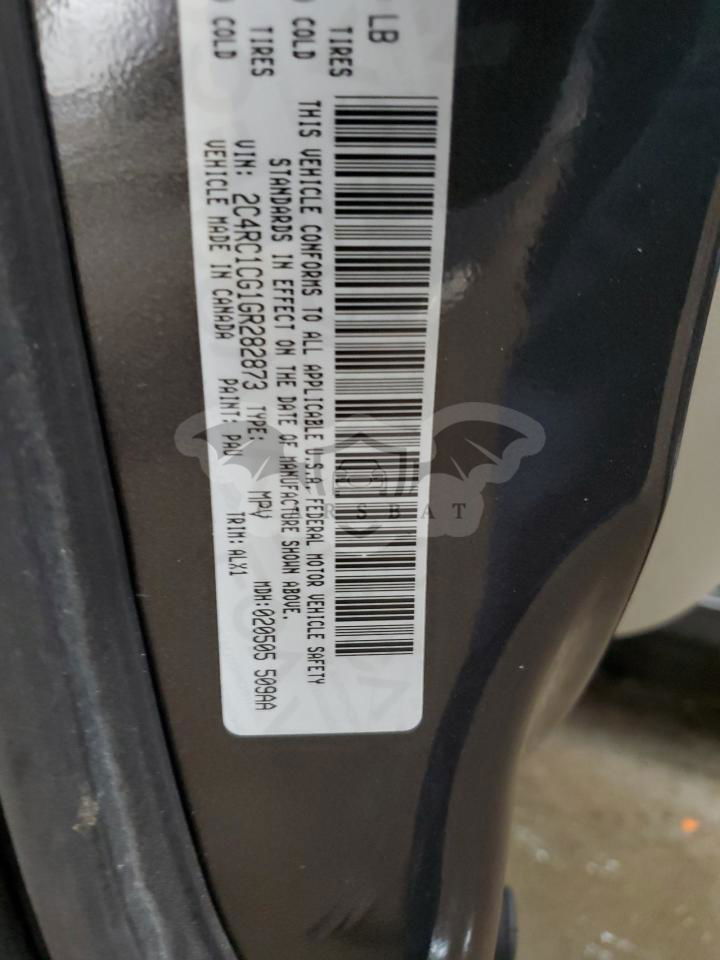 LB
TIRES COLD
TIRES COLD
THIS VEHICLE CONFORMS TO ALL APPLICABLE U.S.A. FEDERAL MOTOR VEHICLE SAFETY
STANDARDS IN EFFECT ON THE DATE OF MANUFACTURE SHOWN ABOVE.
VIN: 2C4RC1CG1GR282873 TYPE: MPV MDH:020505 509AA
VEHICLE MADE IN CANADA PAINT: PAU TRIM: ALX1